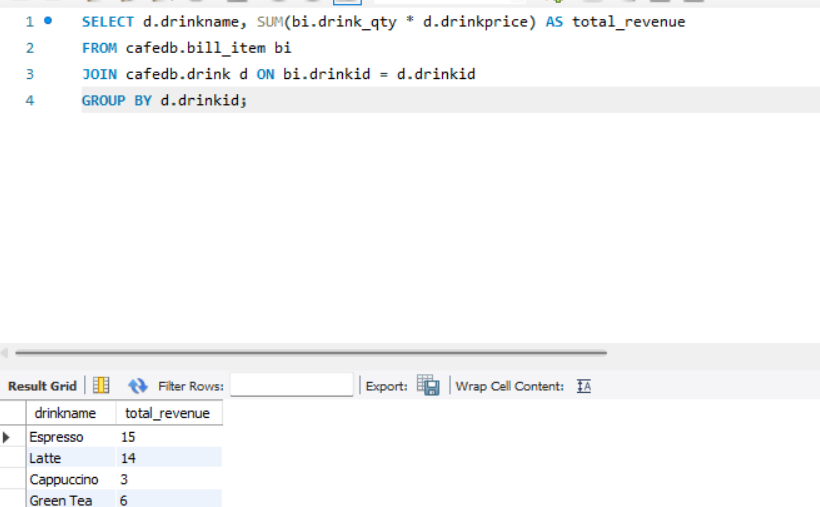 1 SELECT d.drinkname, SUM(bi.drink_qty * d.drinkprice) AS total_revenue
2 FROM cafedb.bill_item bi
3 JOIN cafedb.drink d ON bi.drinkid = d.drinkid
4 GROUP BY d.drinkid;
Result Grid Filter Rows: Export: Wrap Cell Content: IA
drinkname total_revenue
Espresso 15
Latte 14
Cappuccino 3
Green Tea 6